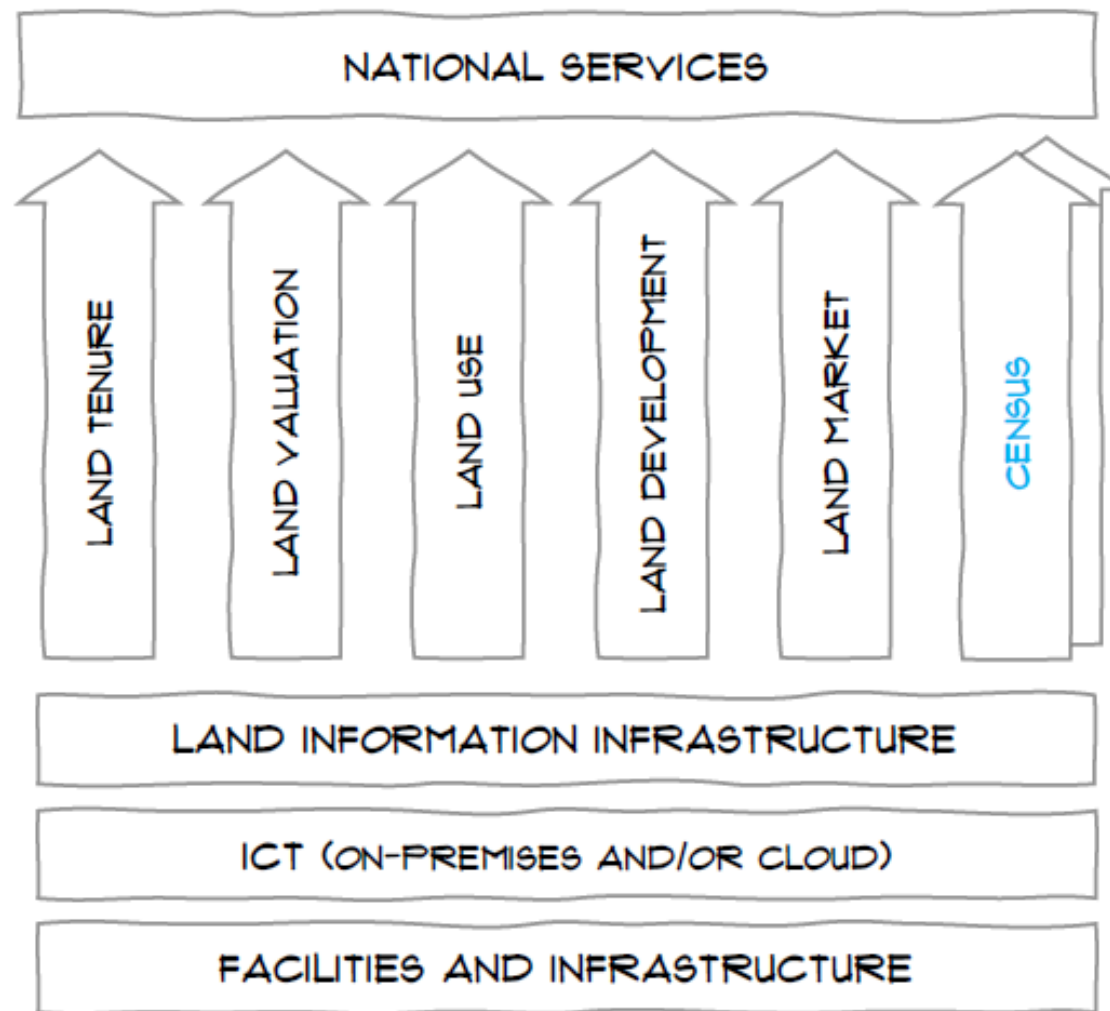 NATIONAL SERVICES
LAND TENURE
LAND VALUATION
LAND USE
LAND DEVELOPMENT
LAND MARKET
CENSUS
LAND INFORMATION INFRASTRUCTURE
ICT (ON-PREMISES AND/OR CLOUD)
FACILITIES AND INFRASTRUCTURE